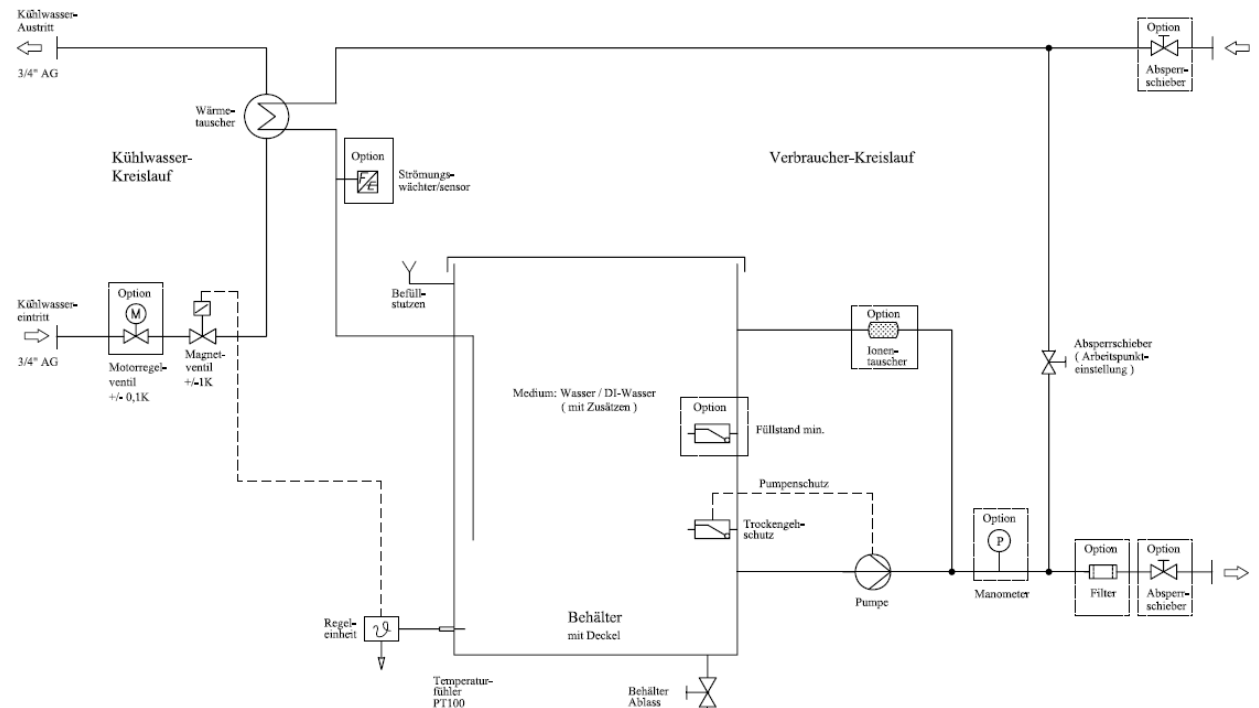 Kühlwasser-
Austritt
3/4" AG
Wärme-
tauscher
Kühlwasser-
Kreislauf
Option
Strömungs-
wächter/sensor
Verbraucher-Kreislauf
Option
Absperr-
schieber
Kühlwasser-
eintritt
3/4" AG
Option
M
Motorregel-
ventil
+/- 0,1K
Magnet-
ventil
+/-1K
Befüll-
stutzen
Medium: Wasser / DI-Wasser
( mit Zusätzen )
Option
Ionen-
tauscher
Absperrschieber
( Arbeitspunkt-
einstellung )
Option
Füllstand min.
Pumpenschutz
Trockengeh-
schutz
Pumpe
Option
P
Manometer
Option
Filter
Option
Absperr-
schieber
Behälter
mit Deckel
Regel-
einheit
ϑ
Temperatur-
fühler
PT100
Behälter
Ablass
F/E